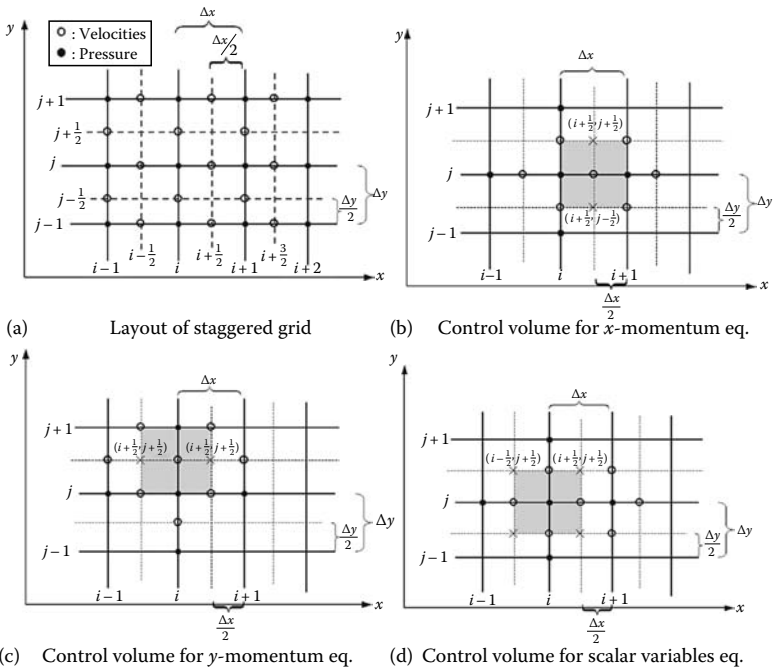 y
○ : Velocities
● : Pressure
Δx
Δx/2
j+1
j+1/2
j
j−1/2
j−1
Δy/2
Δy
i−1
i−1/2
i
i+1/2
i+1
i+3/2
i+2
x
(a) Layout of staggered grid
y
Δx
j+1
(i+1/2, j+1/2)
j
(i+1/2, j−1/2)
j−1
Δy/2
Δy
i−1
i
i+1
x
Δx/2
(b) Control volume for x-momentum eq.
y
Δx
j+1
(i+1/2, j+1/2)
(i+1/2, j+1/2)
j
j−1
Δy/2
Δy
i−1
i
i+1
x
Δx/2
(c) Control volume for y-momentum eq.
y
Δx
j+1
(i−1/2, j+1/2)
(i+1/2, j+1/2)
j
j−1
Δy/2
Δy
i−1
i
i+1
x
Δx/2
(d) Control volume for scalar variables eq.